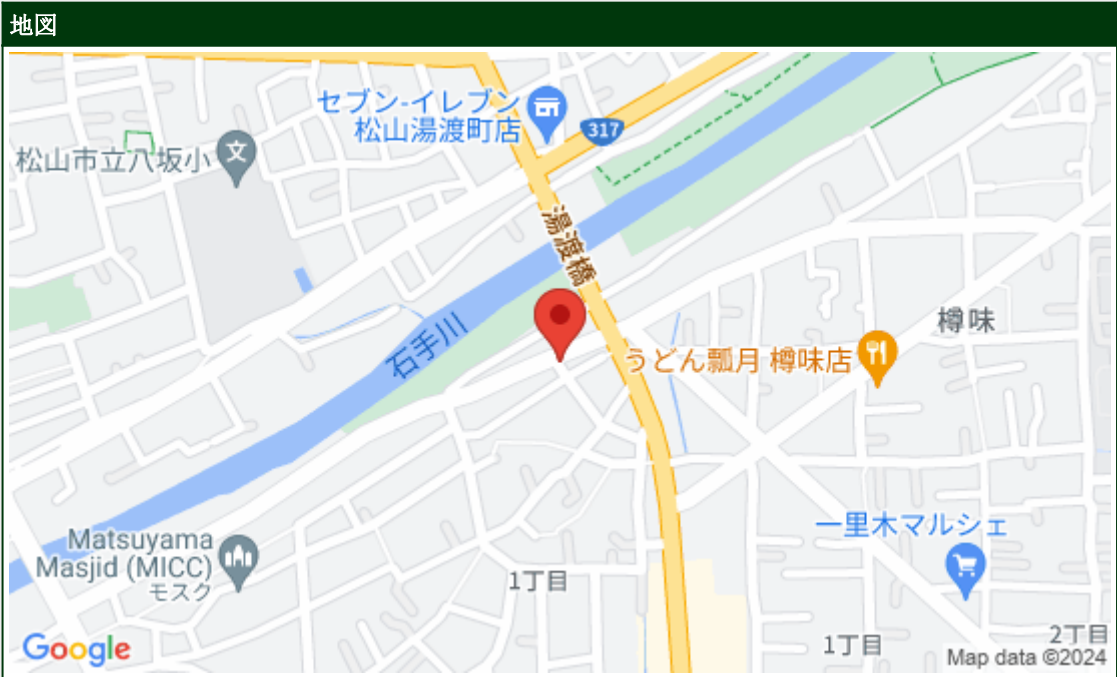 地図
セブン-イレブン
松山湯渡町店
317
松山市立八坂小
文
湯渡橋
石手川
樽味
うどん瓢月 樽味店
一里木マルシェ
Matsuyama
Masjid (MICC)
モスク
1丁目
1丁目
2丁目
Google
Map data ©2024